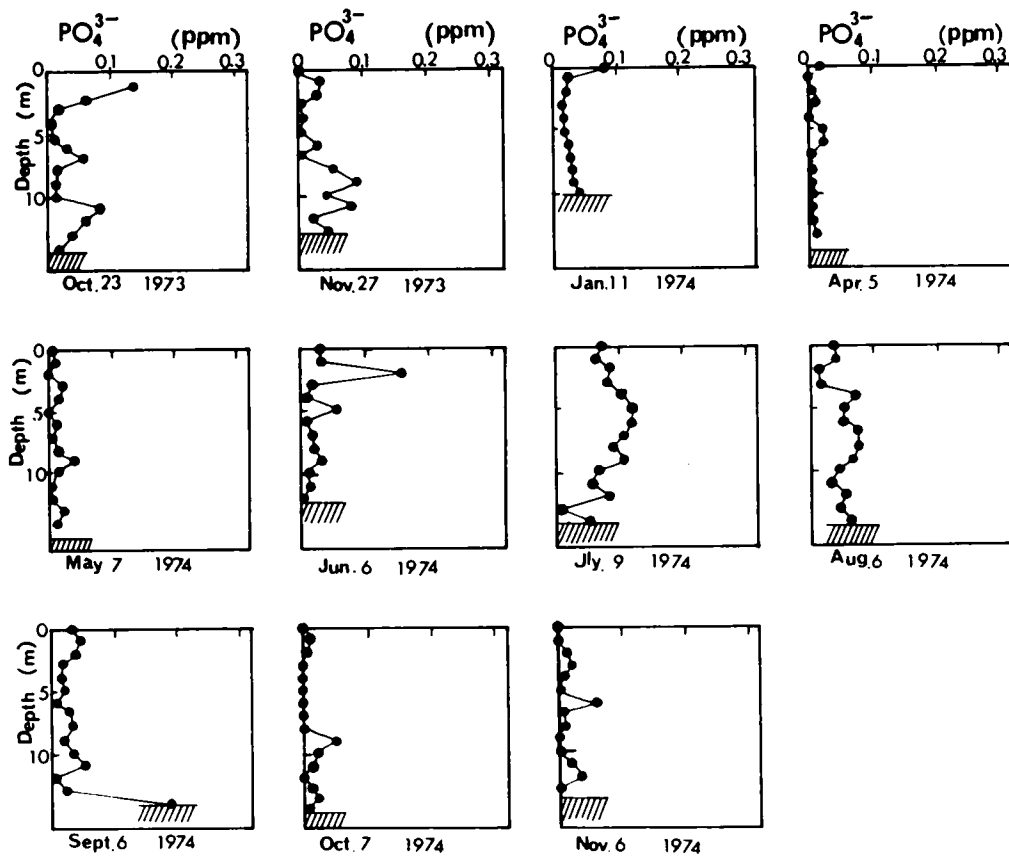 PO₄³⁻ (ppm) PO₄³⁻ (ppm) PO₄³⁻ (ppm) PO₄³⁻ (ppm)
0 0.1 0.2 0.3 0 0.1 0.2 0.3 0 0.1 0.2 0.3 0 0.1 0.2 0.3
0
5
10
Depth (m)
Oct. 23 1973 Nov. 27 1973 Jan. 11 1974 Apr. 5 1974
0
5
10
Depth (m)
May 7 1974 Jun. 6 1974 Jly. 9 1974 Aug. 6 1974
0
5
10
Depth (m)
Sept. 6 1974 Oct. 7 1974 Nov. 6 1974